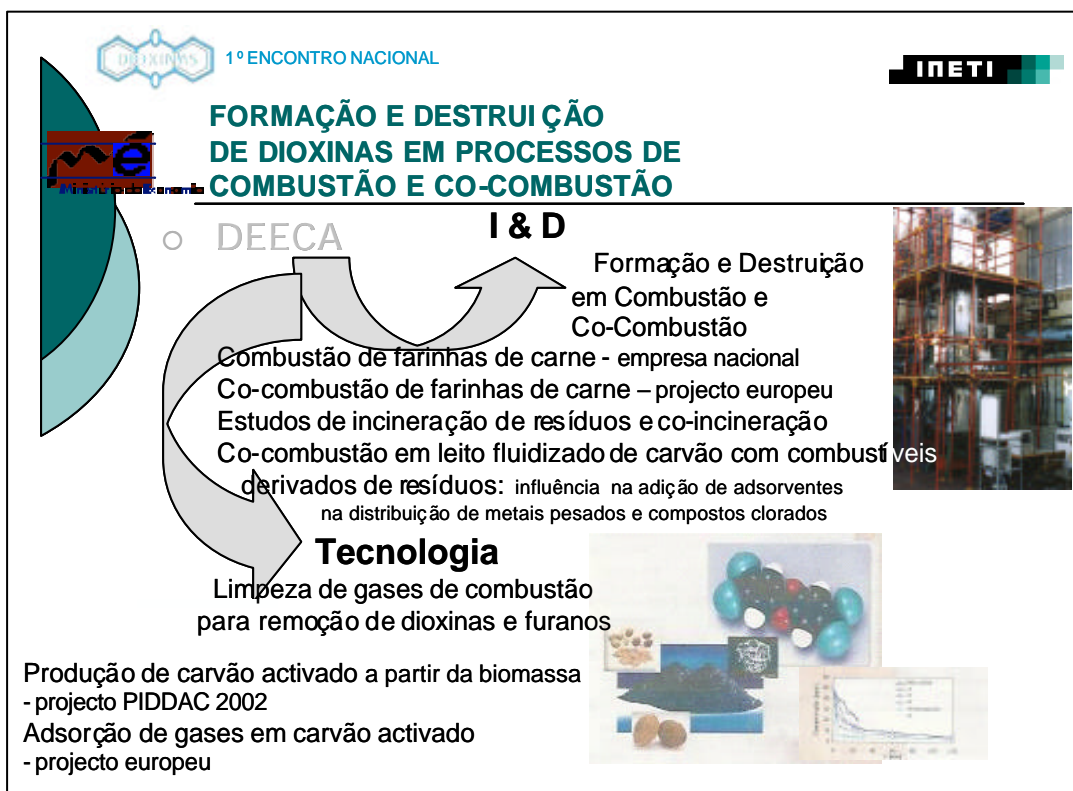 DIOXINAS
1º ENCONTRO NACIONAL
INETI
FORMAÇÃO E DESTRUIÇÃO
DE DIOXINAS EM PROCESSOS DE
COMBUSTÃO E CO-COMBUSTÃO
mé
Ministério da Economia
DEECA
I & D
Formação e Destruição
em Combustão e
Co-Combustão
Combustão de farinhas de carne - empresa nacional
Co-combustão de farinhas de carne – projecto europeu
Estudos de incineração de resíduos e co-incineração
Co-combustão em leito fluidizado de carvão com combustíveis
derivados de resíduos: influência na adição de adsorventes
na distribuição de metais pesados e compostos clorados
Tecnologia
Limpeza de gases de combustão
para remoção de dioxinas e furanos
Produção de carvão activado a partir da biomassa
- projecto PIDDAC 2002
Adsorção de gases em carvão activado
- projecto europeu